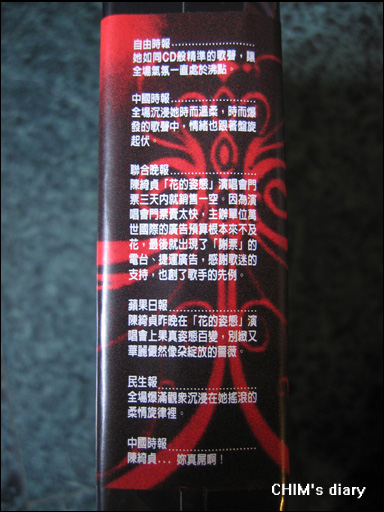 自由時報......................
她如同CD般精準的歌聲，讓
全場氣氛一直處於沸點。
中國時報......................
全場沉浸她時而溫柔，時而爆
發的歌聲中，情緒也跟著盤旋
起伏。
聯合晚報......................
陳綺貞「花的姿態」演唱會門
票三天內就銷售一空。因為演
唱會門票賣太快，主辦單位萬
世國際的廣告預算根本來不及
花，最後就出現了「謝票」的
電台、捷運廣告，感謝歌迷的
支持，也創了歌手的先例。
蘋果日報......................
陳綺貞昨晚在「花的姿態」演
唱會上果真姿態百變，別緻又
華麗儼然像朵綻放的薔薇。
民生報........................
全場爆滿觀眾沉浸在她搖滾的
柔情旋律裡。
中國時報......................
陳綺貞... 妳真屌啊！
CHIM's diary